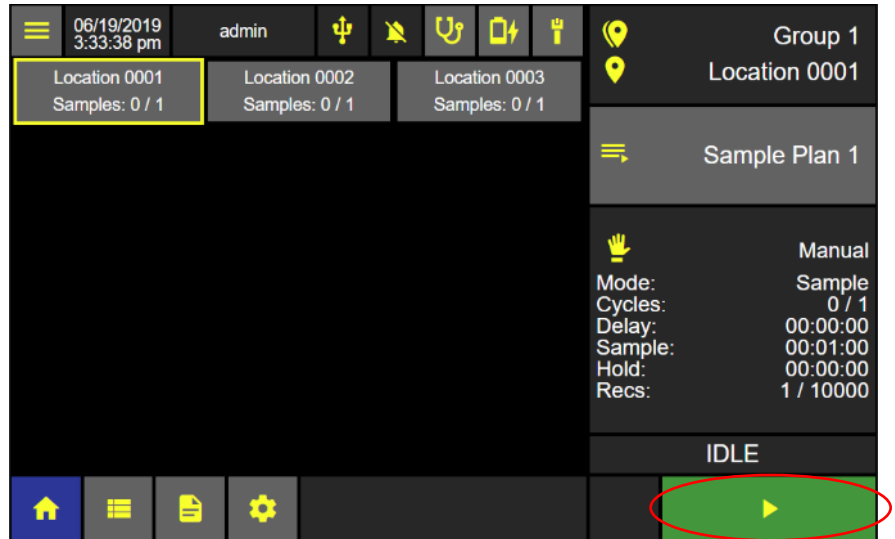 06/19/2019
3:33:38 pm
admin
Group 1
Location 0001
Location 0001
Samples: 0 / 1
Location 0002
Samples: 0 / 1
Location 0003
Samples: 0 / 1
Sample Plan 1
Manual
Mode: Sample
Cycles: 0 / 1
Delay: 00:00:00
Sample: 00:01:00
Hold: 00:00:00
Recs: 1 / 10000
IDLE